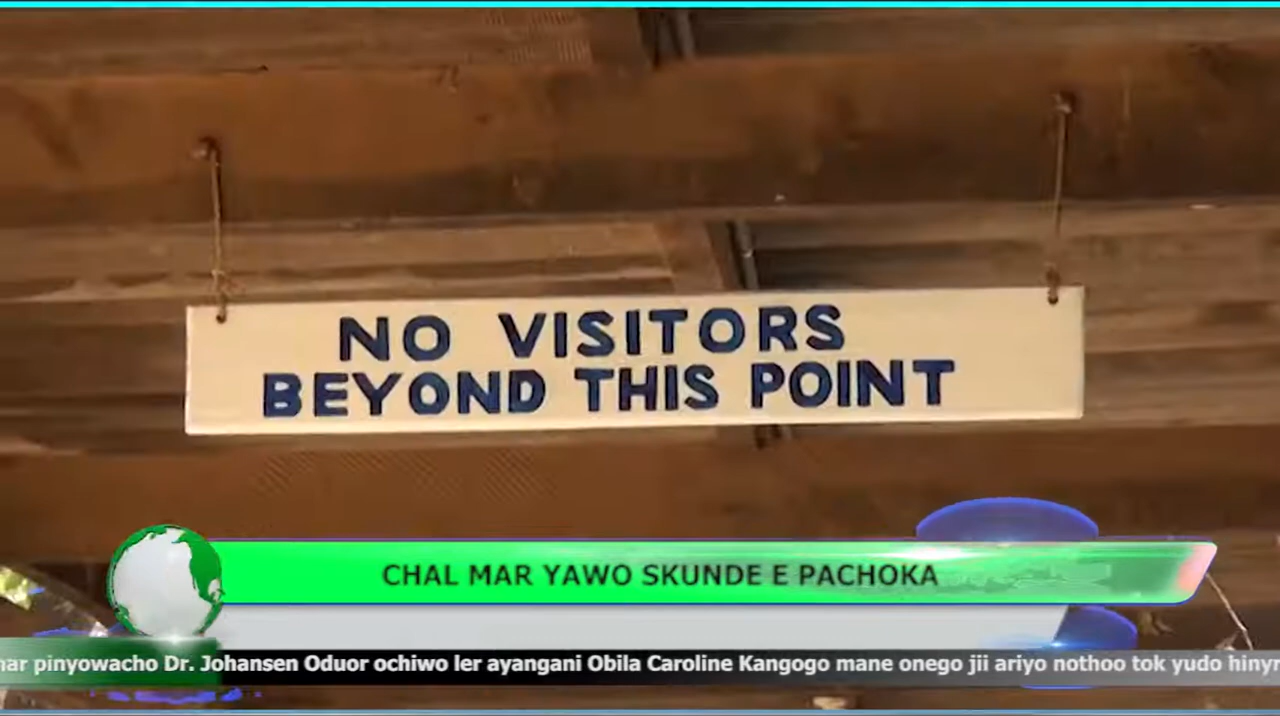 NO VISITORS
BEYOND THIS POINT
CHAL MAR YAWO SKUNDE E PACHOKA
pinyowacho Dr. Johansen Oduor ochiwo ler ayangani Obila Caroline Kangogo mane onego jii ariyo nothoo tok yudo